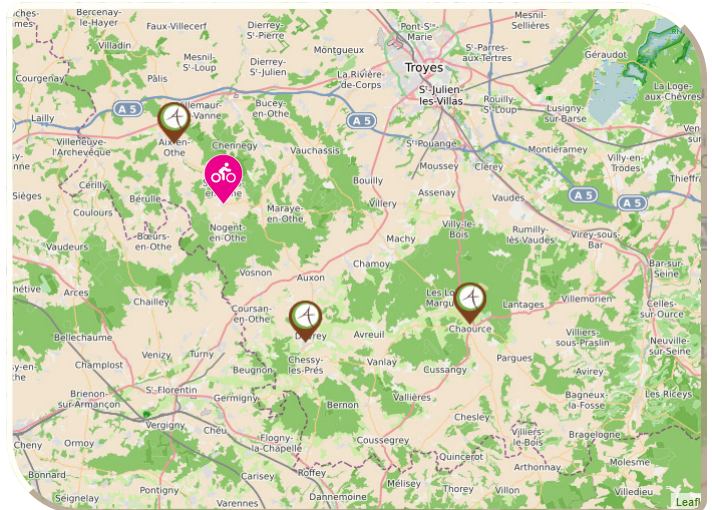 Bercenay-
le-Hayer
Faux-Villecerf
Dierrey-
Sᵗ-Pierre
Pont-Sᵗᵉ
Marie
Mesnil-
Sellières
Villadin
Montgueux
Sᵗ-Parres-
aux-Tertres
Géraudot
Courgenay
Pâlis
Mesnil-
Sᵗ-Loup
Dierrey-
Sᵗ-Julien
La Rivière-
de-Corps
Troyes
Sᵗ-Julien-
les-Villas
La Loge-
aux-Chèvres
Lailly
A 5
Bucey-
en-Othe
A 5
Rouilly-
Sᵗ-Loup
Lusigny-
sur-Barse
Villeneuve-
l'Archevêque
Aix-en-
Othe
Chennegy
Vauchassis
Sᵗ-Pouange
Montiéramey
Moussey
Clérey
Villy-en-
Trodes
Cérilly
Bouilly
Assenay
A 5
A 5
Siéges
Bérulle
Coulours
Maraye-
en-Othe
Villery
Vaudes
Nogent-
en-Othe
Villy-le-
Bois
Rumilly-
lès-Vaudes
Virey-sous-
Bar
Vaudeurs
Bœurs-
en-Othe
Machy
Vosnon
Auxon
Chamoy
Bar-sur-
Seine
Arces
Chailley
Coursan-
en-Othe
Lantages
Villemorien
Celles-
sur-Ource
Bellechaume
Avreuil
Chaource
Villiers-
sous-Praslin
Neuville-
sur-Seine
Venizy
Turny
Chessy-
les-Prés
Vanlay
Pargues
Champlost
Beugnon
Cussangy
Avirey
Brienon-
sur-Armançon
Sᵗ-Florentin
Germigny
Bernon
Vallières
Bagneux-
la-Fosse
Les Riceys
Vergigny
Chéu
Chesley
Villiers-
le-Bois
Bragelogne
Cheny
Ormoy
Flogny-
la-Chapelle
Coussegrey
Quincerot
Arthonnay
Molesme
Bonnard
Carisey
Roffey
Mélisey
Thorey
Villon
Villedieu
Seignelay
Pontigny
Varennes
Dannemoine
Leafl